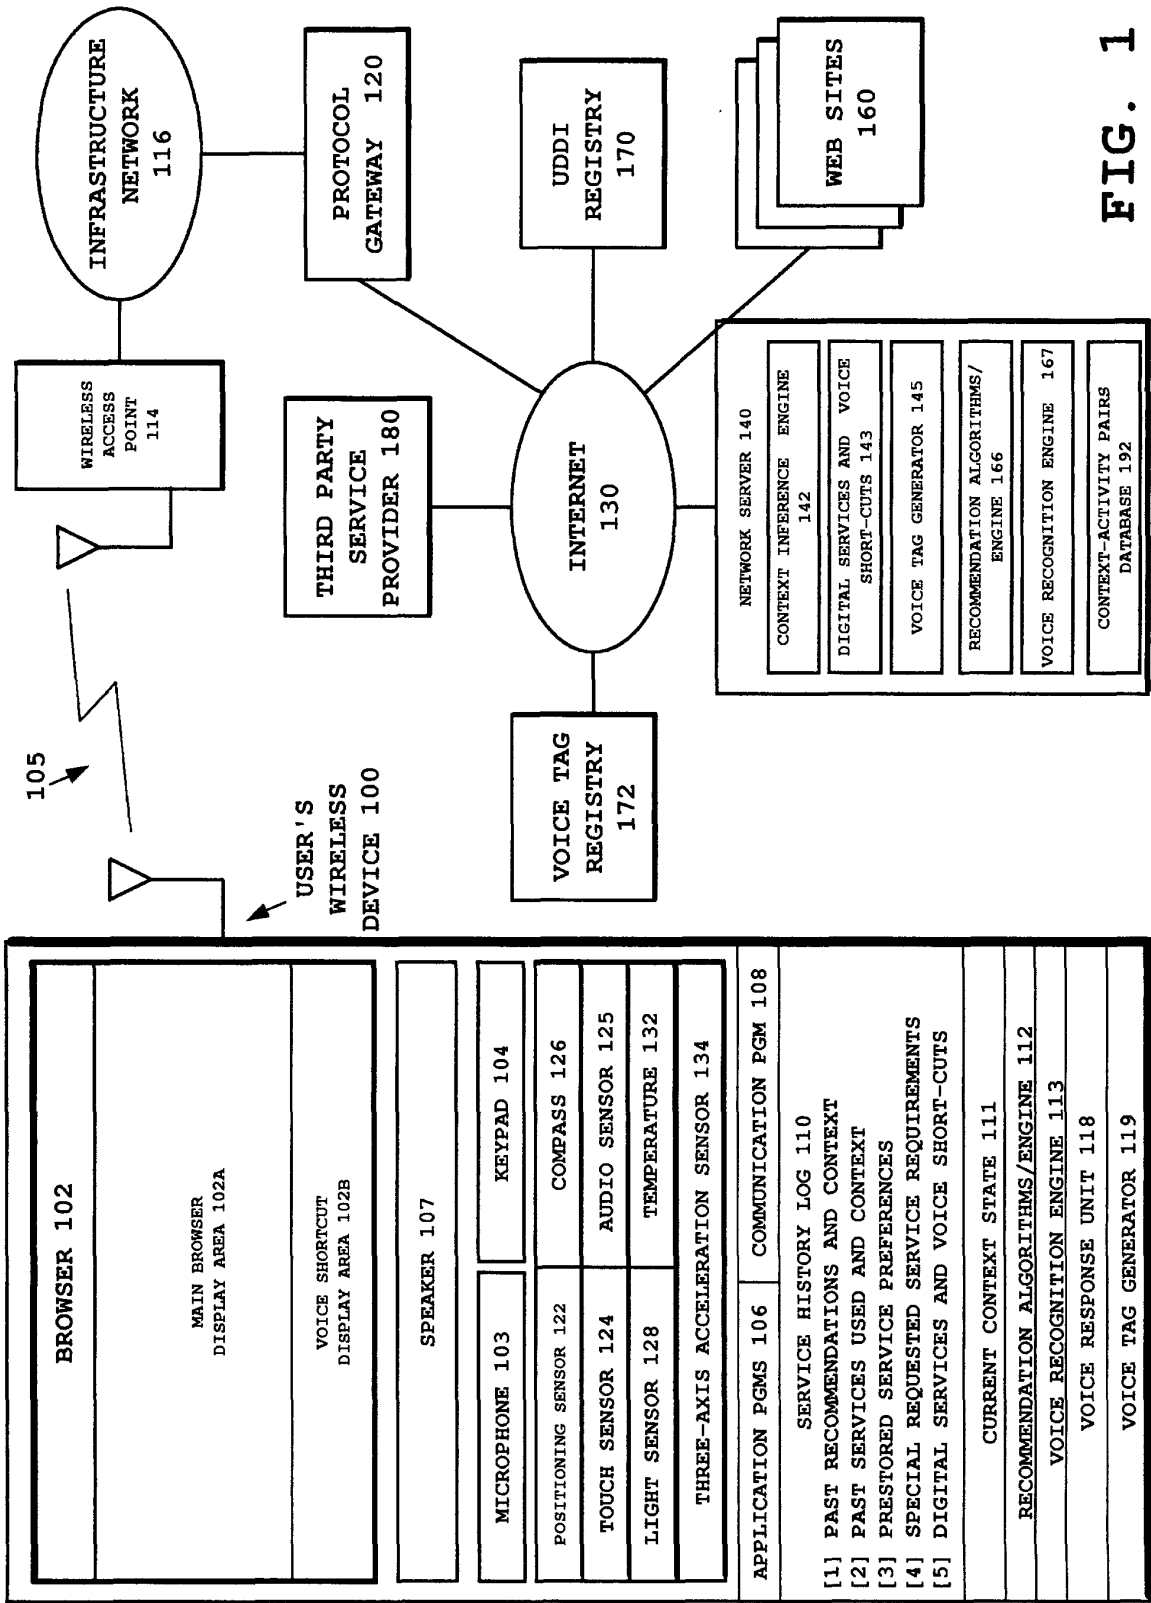 BROWSER 102
MAIN BROWSER
DISPLAY AREA 102A
VOICE SHORTCUT
DISPLAY AREA 102B
SPEAKER 107
MICROPHONE 103
KEYPAD 104
POSITIONING SENSOR 122
COMPASS 126
TOUCH SENSOR 124
AUDIO SENSOR 125
LIGHT SENSOR 128
TEMPERATURE 132
THREE-AXIS ACCELERATION SENSOR 134
APPLICATION PGMS 106
COMMUNICATION PGM 108
SERVICE HISTORY LOG 110
[1] PAST RECOMMENDATIONS AND CONTEXT
[2] PAST SERVICES USED AND CONTEXT
[3] PRESTORED SERVICE PREFERENCES
[4] SPECIAL REQUESTED SERVICE REQUIREMENTS
[5] DIGITAL SERVICES AND VOICE SHORT-CUTS
CURRENT CONTEXT STATE 111
RECOMMENDATION ALGORITHMS/ENGINE 112
VOICE RECOGNITION ENGINE 113
VOICE RESPONSE UNIT 118
VOICE TAG GENERATOR 119
105
USER'S
WIRELESS
DEVICE 100
WIRELESS
ACCESS
POINT
114
INFRASTRUCTURE
NETWORK
116
PROTOCOL
GATEWAY 120
THIRD PARTY
SERVICE
PROVIDER 180
INTERNET
130
VOICE TAG
REGISTRY
172
UDDI
REGISTRY
170
WEB SITES
160
NETWORK SERVER 140
CONTEXT INFERENCE ENGINE
142
DIGITAL SERVICES AND VOICE
SHORT-CUTS 143
VOICE TAG GENERATOR 145
RECOMMENDATION ALGORITHMS/
ENGINE 166
VOICE RECOGNITION ENGINE 167
CONTEXT-ACTIVITY PAIRS
DATABASE 192
FIG. 1